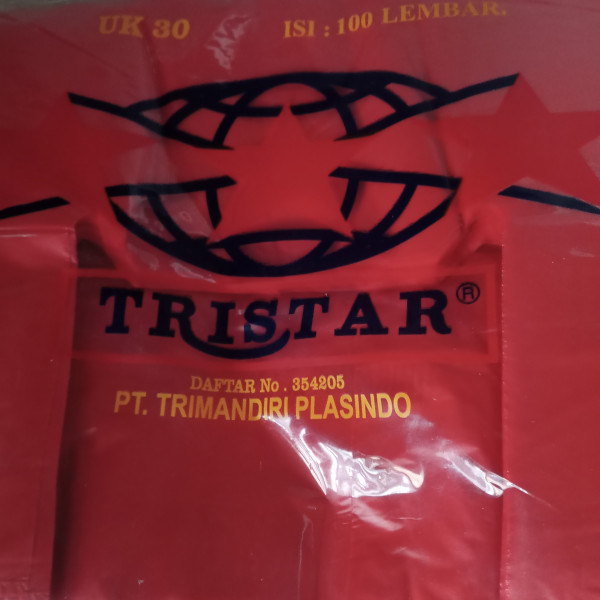 UK 30
ISI : 100 LEMBAR.
TRISTAR®
DAFTAR No . 354205
PT. TRIMANDIRI PLASINDO